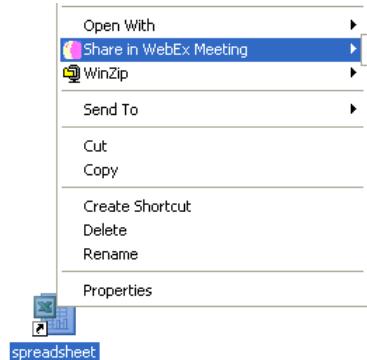 Open With
Share in WebEx Meeting
WinZip
Send To
Cut
Copy
Create Shortcut
Delete
Rename
Properties
spreadsheet